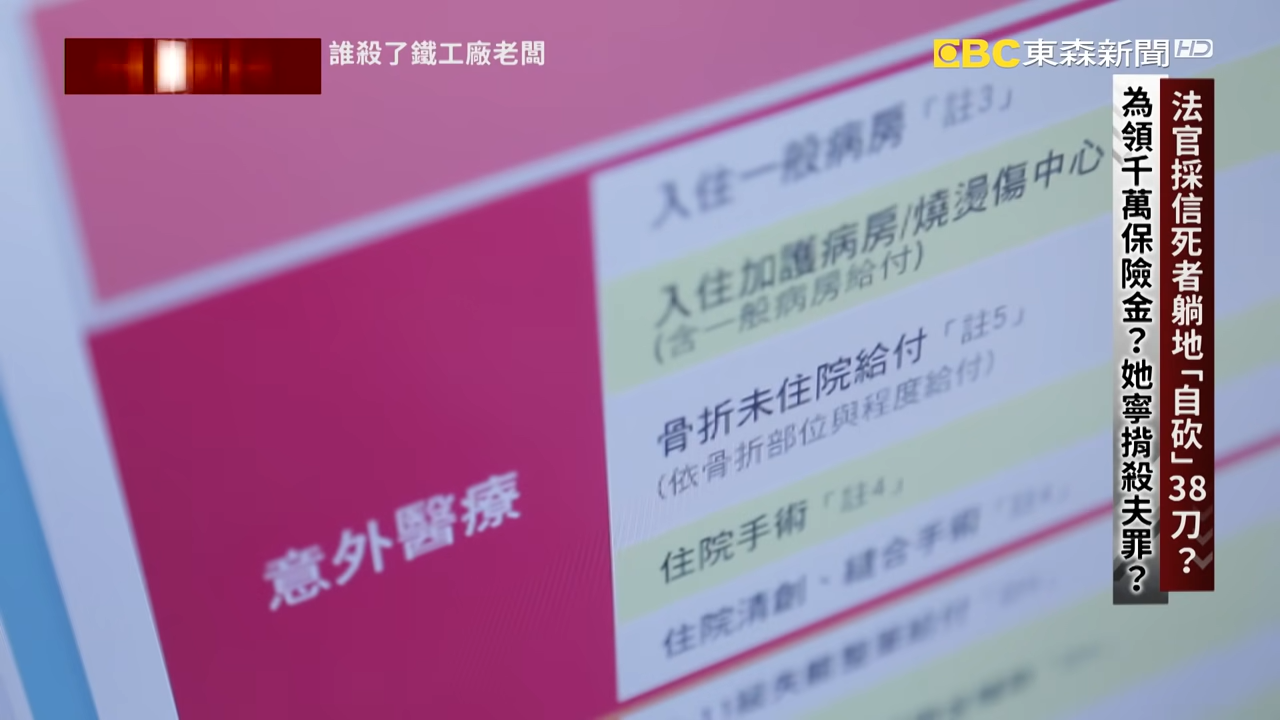 誰殺了鐵工廠老闆
EBC東森新聞HD
法官採信死者躺地「自砍」38刀？
為領千萬保險金？她寧揹殺夫罪？
意外醫療
入住一般病房「註3」
入住加護病房/燒燙傷中心
(含一般病房給付)
骨折未住院給付「註5」
(依骨折部位與程度給付)
住院手術「註4」
住院清創、縫合手術「註4」